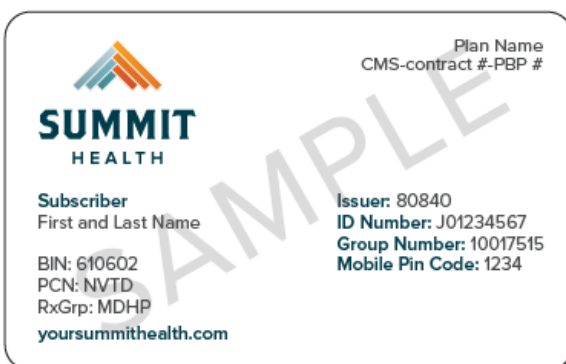 Plan Name
CMS-contract #-PBP #
SUMMIT
HEALTH
SAMPLE
Subscriber
First and Last Name
BIN: 610602
PCN: NVTD
RxGrp: MDHP
yoursummithealth.com
Issuer: 80840
ID Number: J01234567
Group Number: 10017515
Mobile Pin Code: 1234